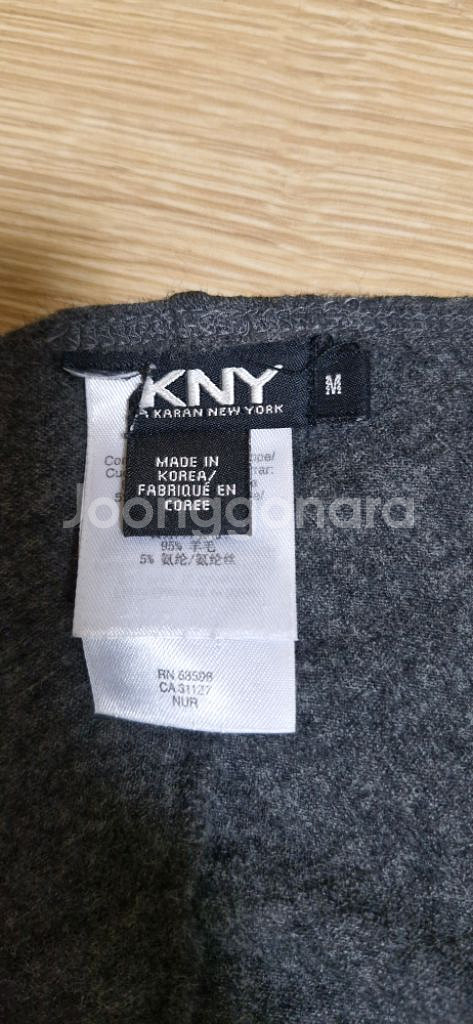 KNY
KARAN NEW YORK
M
MADE IN
KOREA/
FABRIQUÉ EN
COREE
95% 羊毛
5% 氨纶/氨纶丝
RN 63598
CA 31127
NUR
Joonggonara